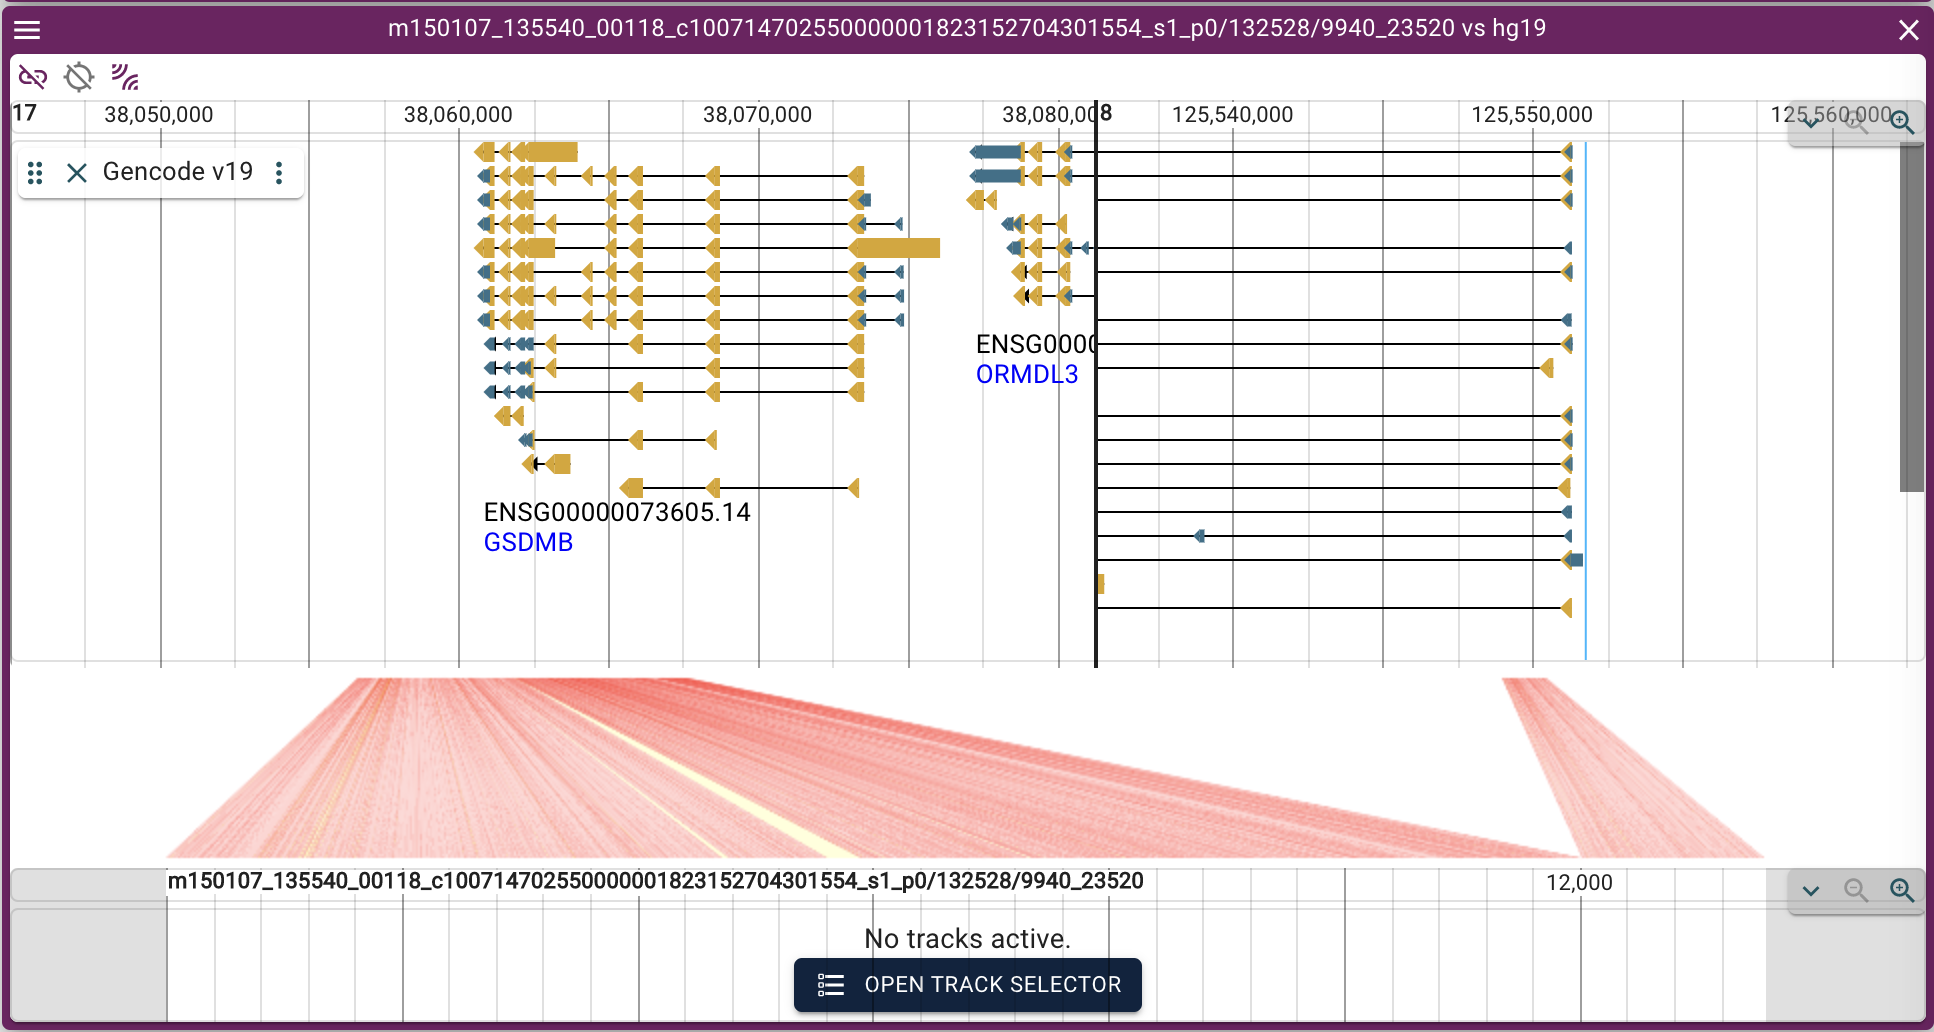 m150107_135540_00118_c100714702550000001823152704301554_s1_p0/132528/9940_23520 vs hg19
17 38,050,000 38,060,000 38,070,000 38,080,00 8 125,540,000 125,550,000 125,560,000
Gencode v19
ENSG0000
ORMDL3
ENSG00000073605.14
GSDMB
m150107_135540_00118_c100714702550000001823152704301554_s1_p0/132528/9940_23520
12,000
No tracks active.
OPEN TRACK SELECTOR